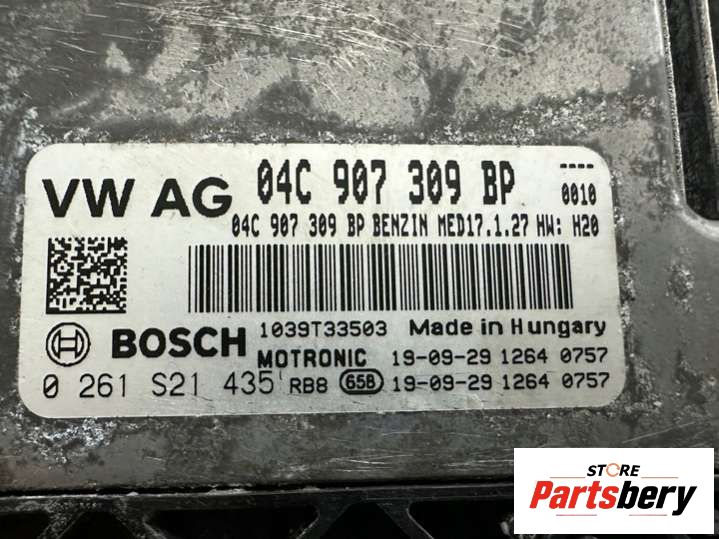 VW AG 04C 907 309 BP ----
0010
04C 907 309 BP BENZIN MED17.1.27 HW: H20
BOSCH 1039T33503 Made in Hungary
MOTRONIC 19-09-29 1264 0757
0 261 S21 435 RB8 658 19-09-29 1264 0757
STORE
Partsbery